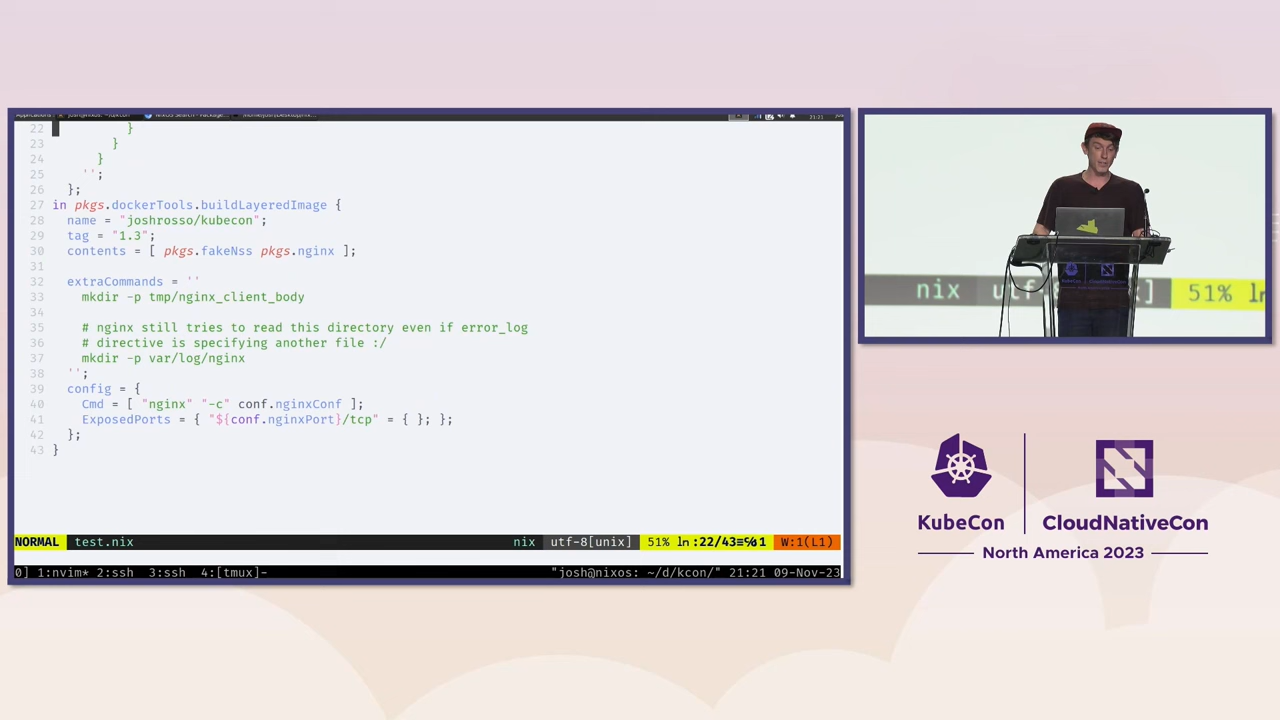 22 }
23 }
24 }
25 '';
26 };
27 in pkgs.dockerTools.buildLayeredImage {
28 name = "joshrosso/kubecon";
29 tag = "1.3";
30 contents = [ pkgs.fakeNss pkgs.nginx ];
31
32 extraCommands = ''
33 mkdir -p tmp/nginx_client_body
34
35 # nginx still tries to read this directory even if error_log
36 # directive is specifying another file :/
37 mkdir -p var/log/nginx
38 '';
39 config = {
40 Cmd = [ "nginx" "-c" conf.nginxConf ];
41 ExposedPorts = { "${conf.nginxPort}/tcp" = { }; };
42 };
43 }
NORMAL test.nix nix utf-8[unix] 51% ln :22/43≡%1 W:1(L1)
0] 1:nvim* 2:ssh 3:ssh 4:[tmux]- "josh@nixos: ~/d/kcon/" 21:21 09-Nov-23
nix utf-8 ] 51% ln
KubeCon
CloudNativeCon
North America 2023